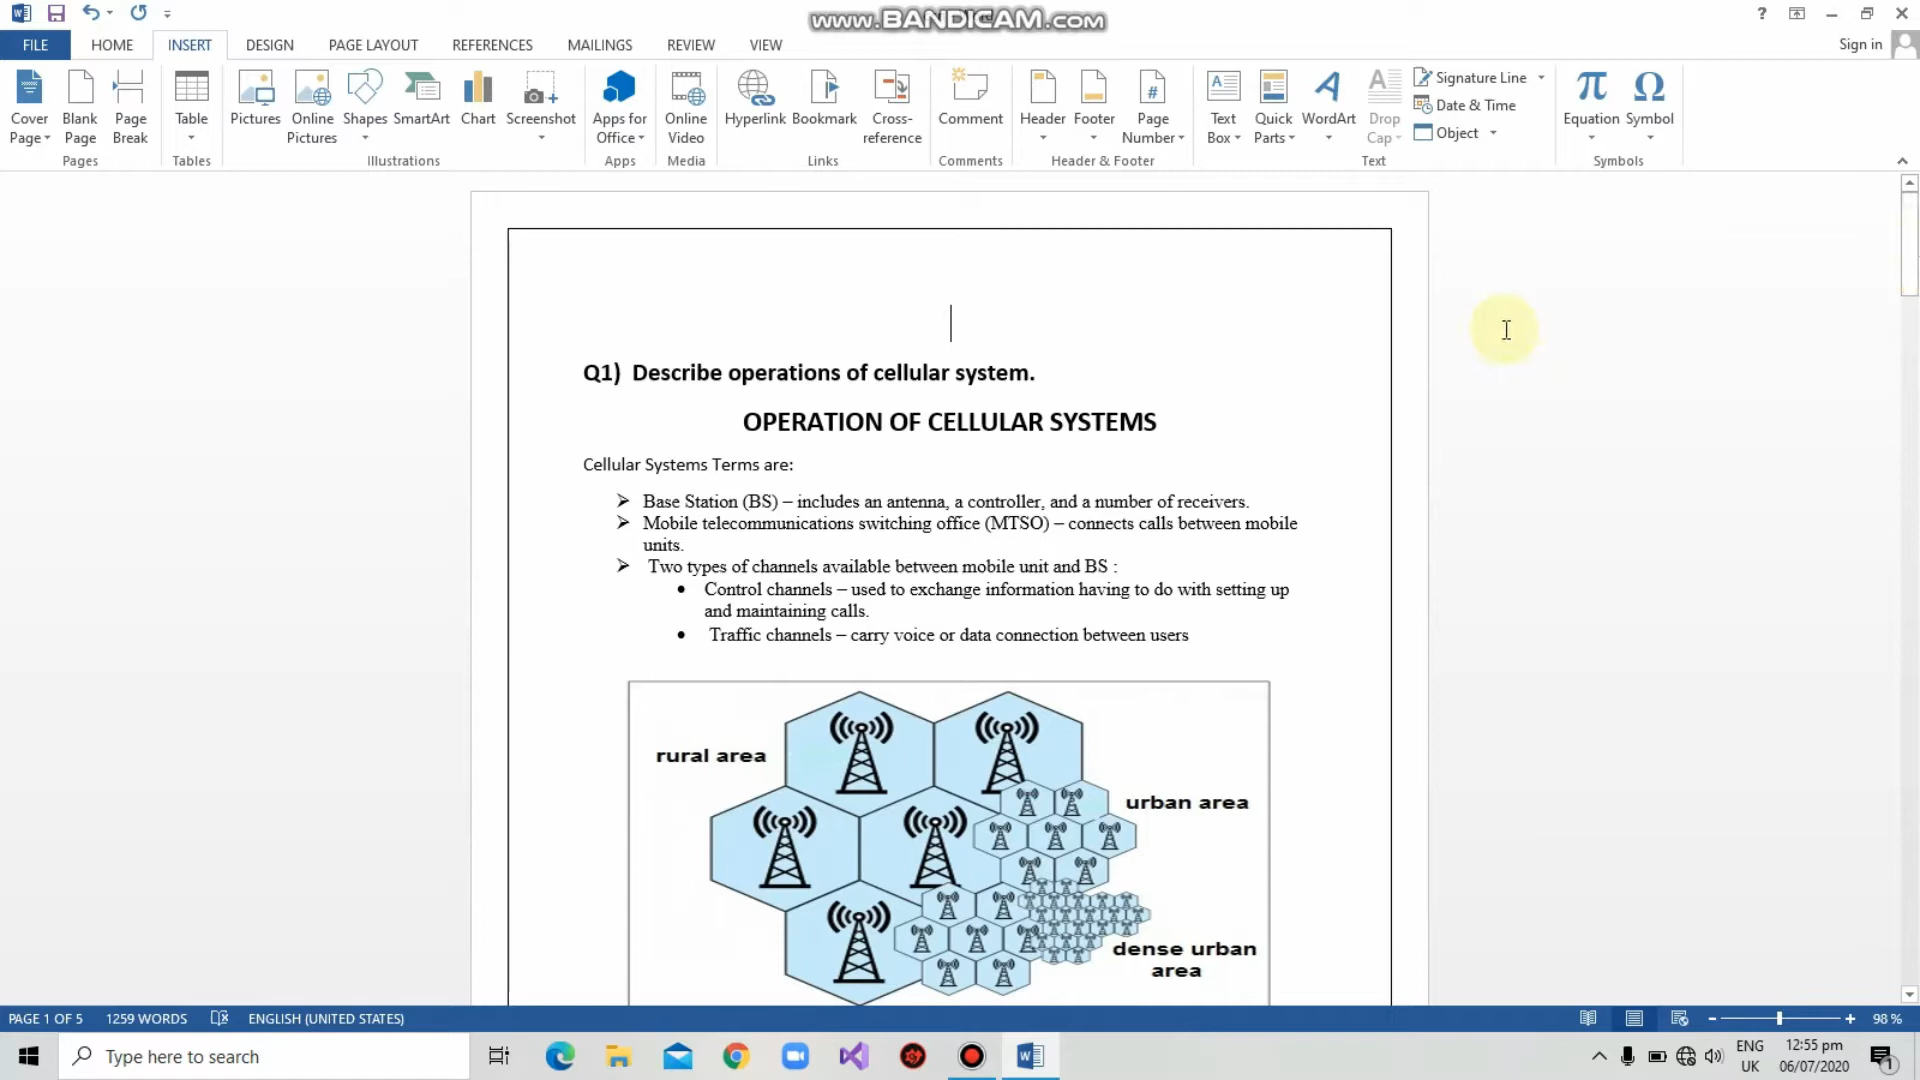 www.BANDICAM.com
FILE HOME INSERT DESIGN PAGE LAYOUT REFERENCES MAILINGS REVIEW VIEW Sign in
Cover Page Blank Page Page Break Table Pictures Online Pictures Shapes SmartArt Chart Screenshot Apps for Office Online Video Hyperlink Bookmark Cross-reference Comment Header Footer Page Number Text Box Quick Parts WordArt Drop Cap Signature Line Date & Time Object Equation Symbol
Pages Tables Illustrations Apps Media Links Comments Header & Footer Text Symbols
Q1) Describe operations of cellular system.
OPERATION OF CELLULAR SYSTEMS
Cellular Systems Terms are:
➢ Base Station (BS) – includes an antenna, a controller, and a number of receivers.
➢ Mobile telecommunications switching office (MTSO) – connects calls between mobile
units.
➢ Two types of channels available between mobile unit and BS :
• Control channels – used to exchange information having to do with setting up
and maintaining calls.
• Traffic channels – carry voice or data connection between users
rural area
urban area
dense urban
area
PAGE 1 OF 5 1259 WORDS ENGLISH (UNITED STATES) 98 %
Type here to search
ENG
UK
12:55 pm
06/07/2020
1